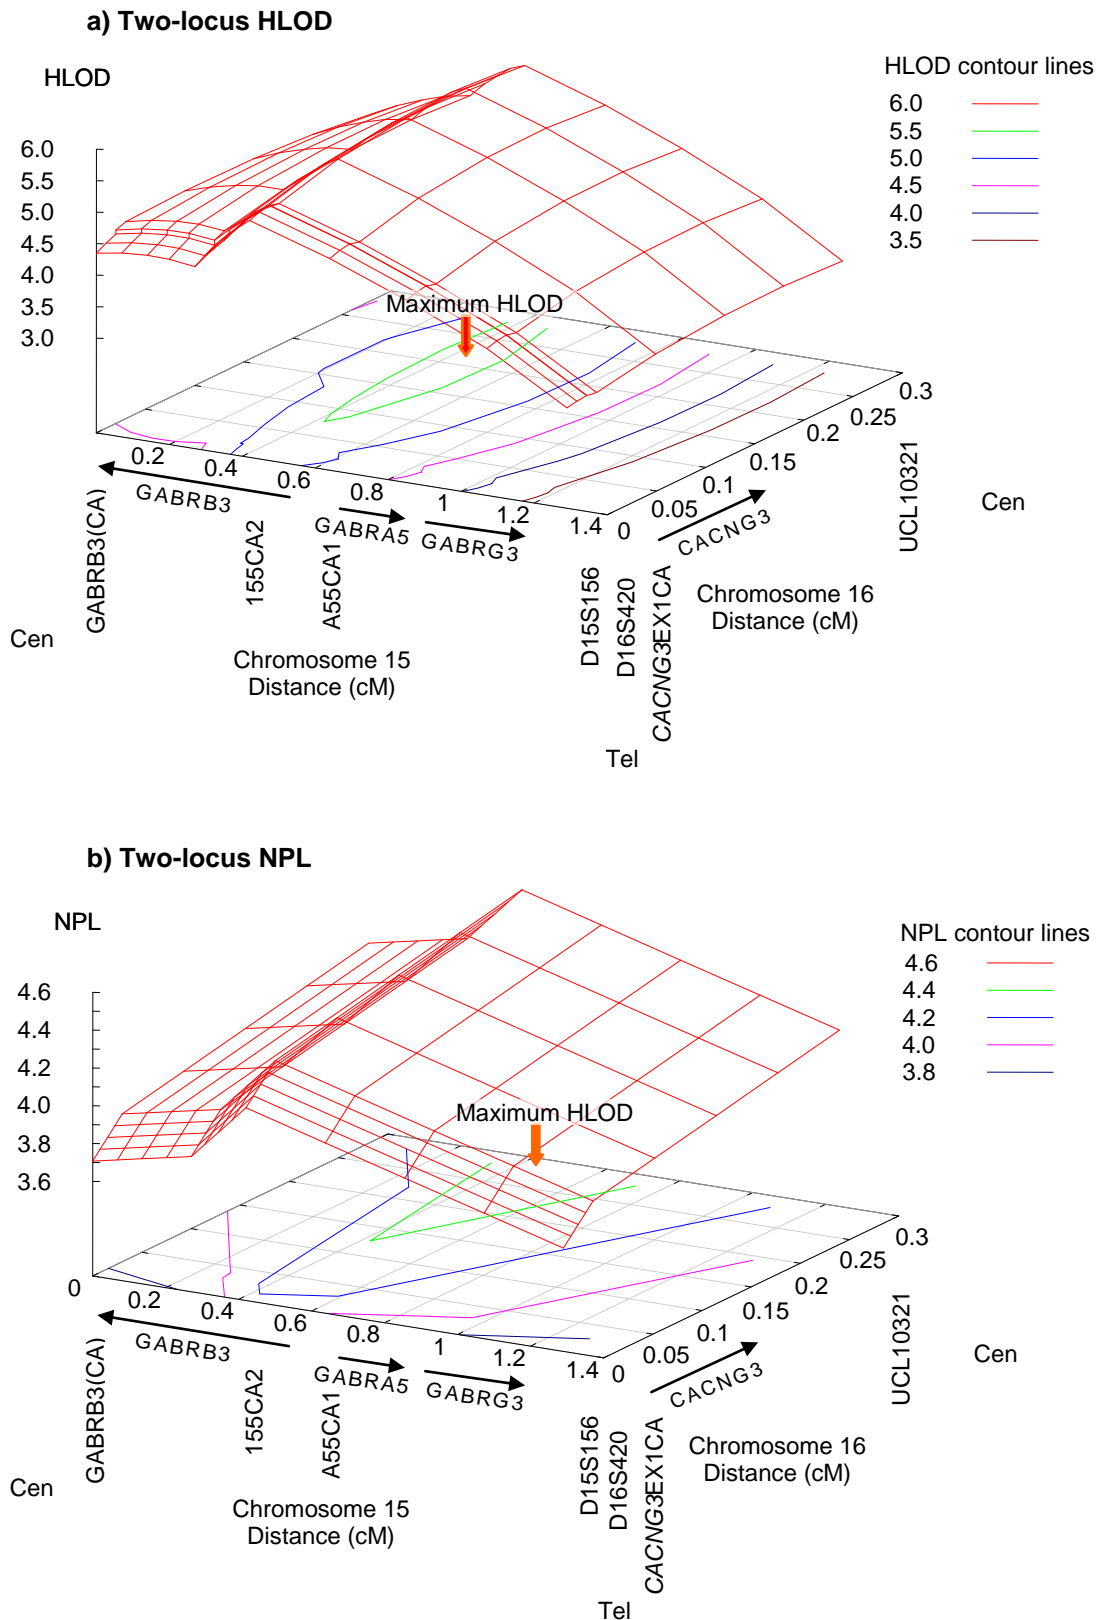 a) Two-locus HLOD
HLOD
HLOD contour lines
6.0
5.5
5.0
4.5
4.0
3.5
6.0
5.5
5.0
4.5
4.0
3.5
3.0
Maximum HLOD
0.2
0.4
0.6
0.8
1
1.2
1.4
0
0.05
0.1
0.15
0.2
0.25
0.3
GABRB3
GABRA5
GABRG3
CACNG3
GABRB3(CA)
155CA2
A55CA1
D15S156
D16S420
CACNG3EX1CA
UCL10321
Cen
Cen
Chromosome 15
Distance (cM)
Chromosome 16
Distance (cM)
Tel
b) Two-locus NPL
NPL
NPL contour lines
4.6
4.4
4.2
4.0
3.8
4.6
4.4
4.2
4.0
3.8
3.6
Maximum HLOD
0
0.2
0.4
0.6
0.8
1
1.2
1.4
0
0.05
0.1
0.15
0.2
0.25
0.3
GABRB3
GABRA5
GABRG3
CACNG3
GABRB3(CA)
155CA2
A55CA1
D15S156
D16S420
CACNG3EX1CA
UCL10321
Cen
Cen
Chromosome 15
Distance (cM)
Chromosome 16
Distance (cM)
Tel